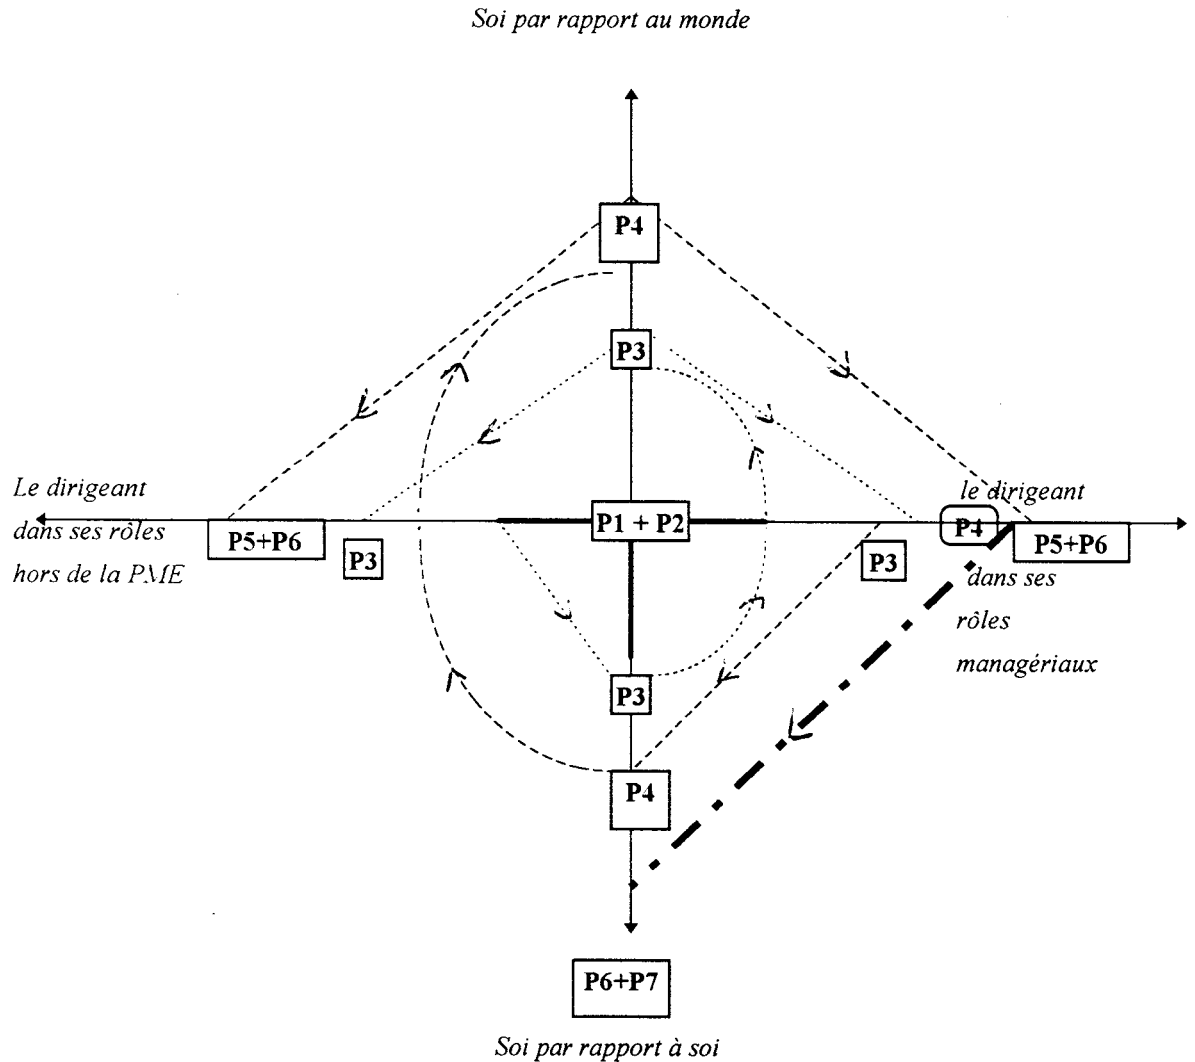 Soi par rapport au monde
P4
P3
Le dirigeant
dans ses rôles
hors de la PME
le dirigeant
P1 + P2
P4
P5+P6
P3
P3
P5+P6
dans ses
rôles
managériaux
P3
P4
P6+P7
Soi par rapport à soi